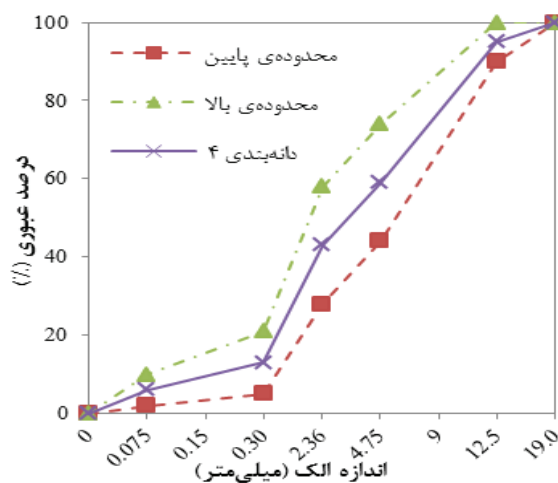 100
80
60
40
20
0
درصد عبوری (%)
محدوده‌ی پایین
محدوده‌ی بالا
دانه‌بندی ۴
0 0.075 0.15 0.30 2.36 4.75 9 12.5 19.0
اندازه الک (میلی‌متر)